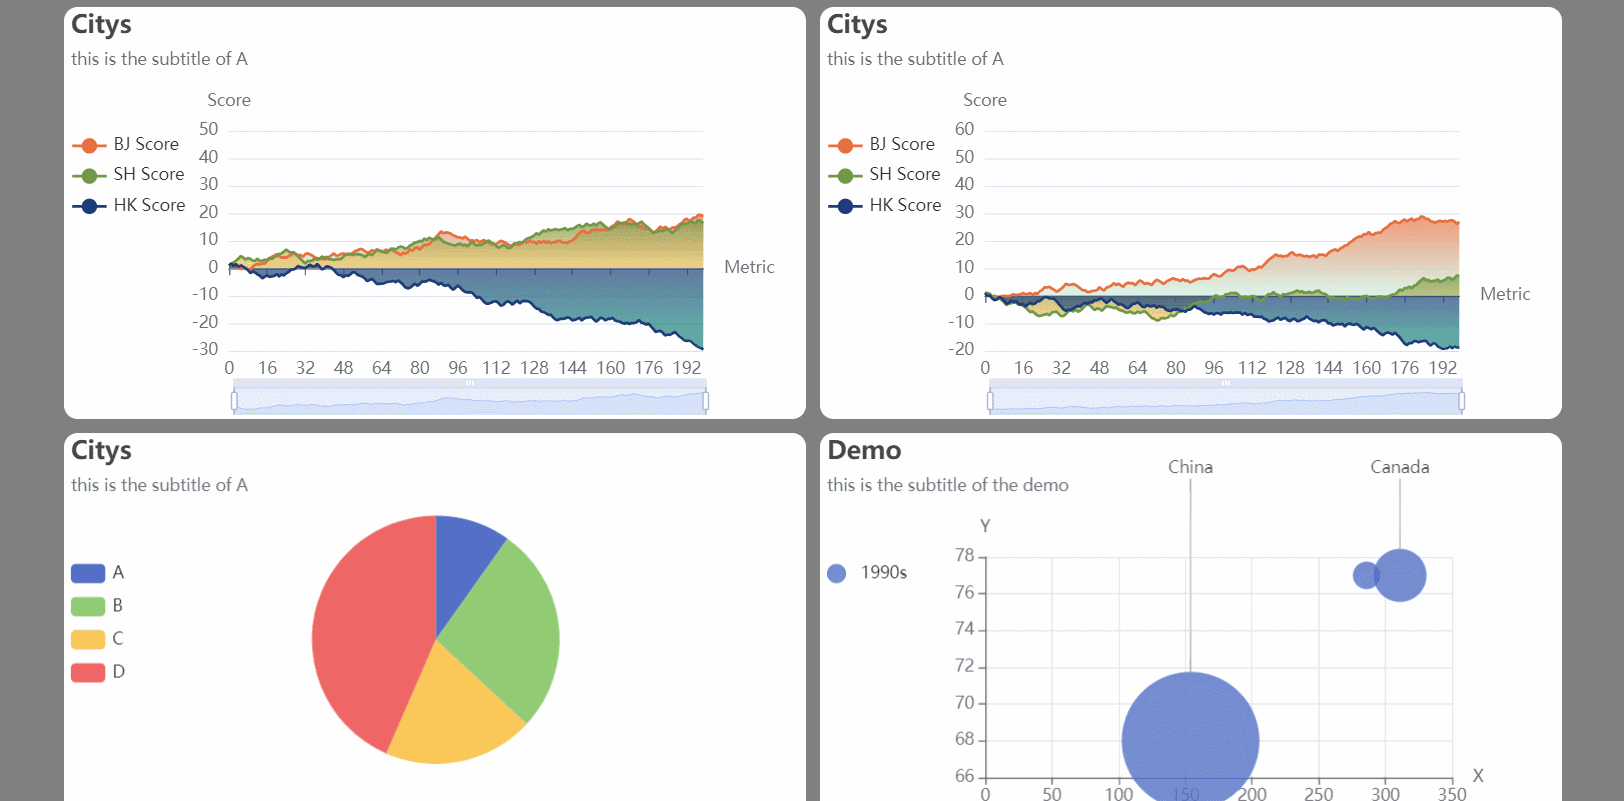 Citys
this is the subtitle of A
Score
BJ Score
SH Score
HK Score
50
40
30
20
10
0
-10
-20
-30
Metric
0 16 32 48 64 80 96 112 128 144 160 176 192
Citys
this is the subtitle of A
Score
BJ Score
SH Score
HK Score
60
50
40
30
20
10
0
-10
-20
Metric
0 16 32 48 64 80 96 112 128 144 160 176 192
Citys
this is the subtitle of A
A
B
C
D
Demo
this is the subtitle of the demo
China Canada
Y
1990s
78
76
74
72
70
68
66
X
0 50 100 150 200 250 300 350